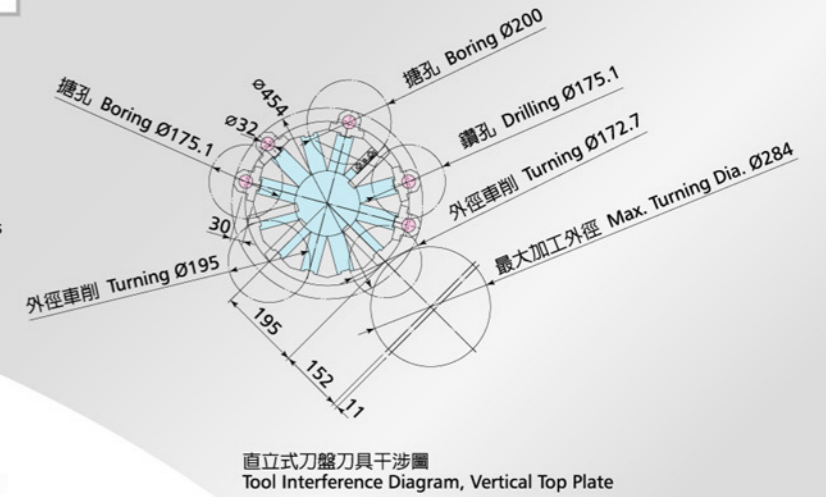 搪孔 Boring Ø200
搪孔 Boring Ø175.1
Ø454
Ø32
鑽孔 Drilling Ø175.1
外徑車削 Turning Ø172.7
最大加工外徑 Max. Turning Dia. Ø284
30
外徑車削 Turning Ø195
195
152
11
直立式刀盤刀具干涉圖
Tool Interference Diagram, Vertical Top Plate